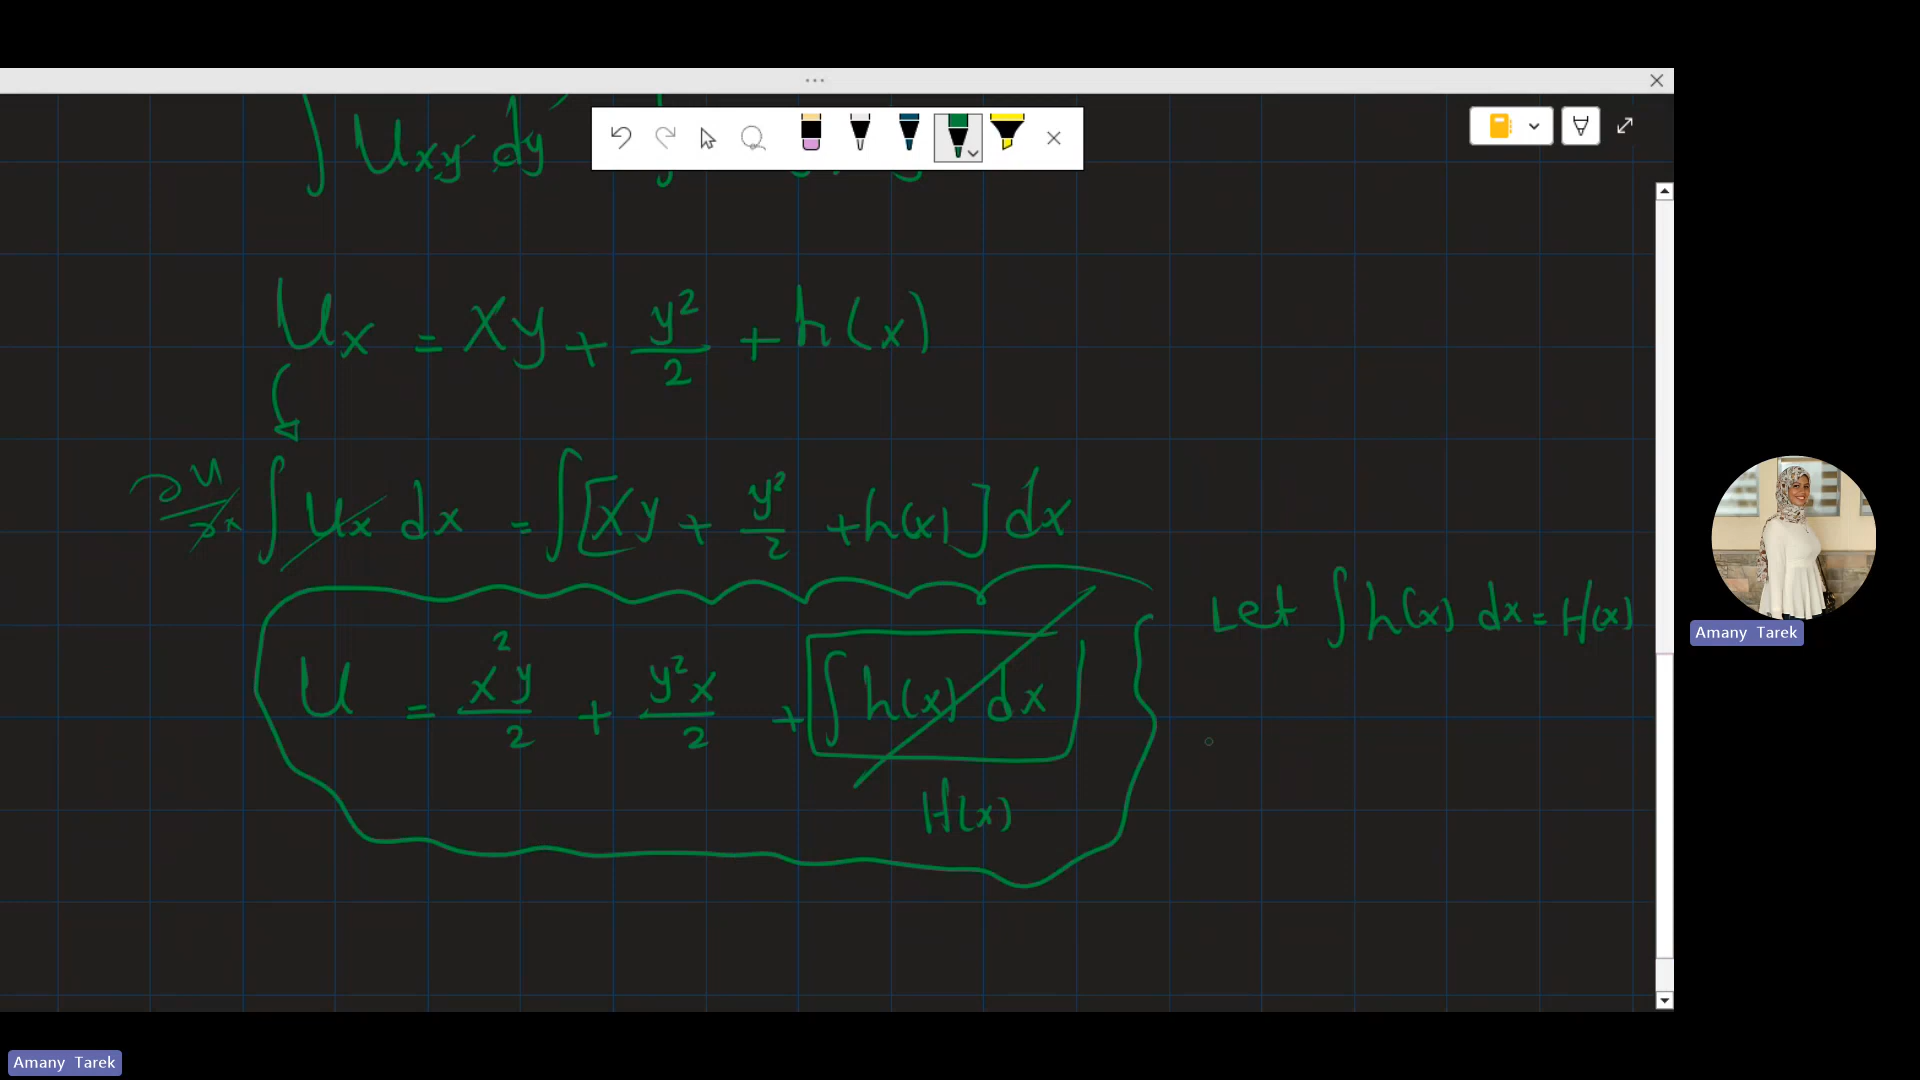 ∫ Uxy dy
Ux = xy + y²/2 + h(x)
∂U/∂x ∫ Ux dx = ∫[xy + y²/2 + h(x)] dx
Let ∫ h(x) dx = H(x)
U = x²y/2 + y²x/2 + ∫ h(x) dx
H(x)
Amany Tarek
Amany Tarek